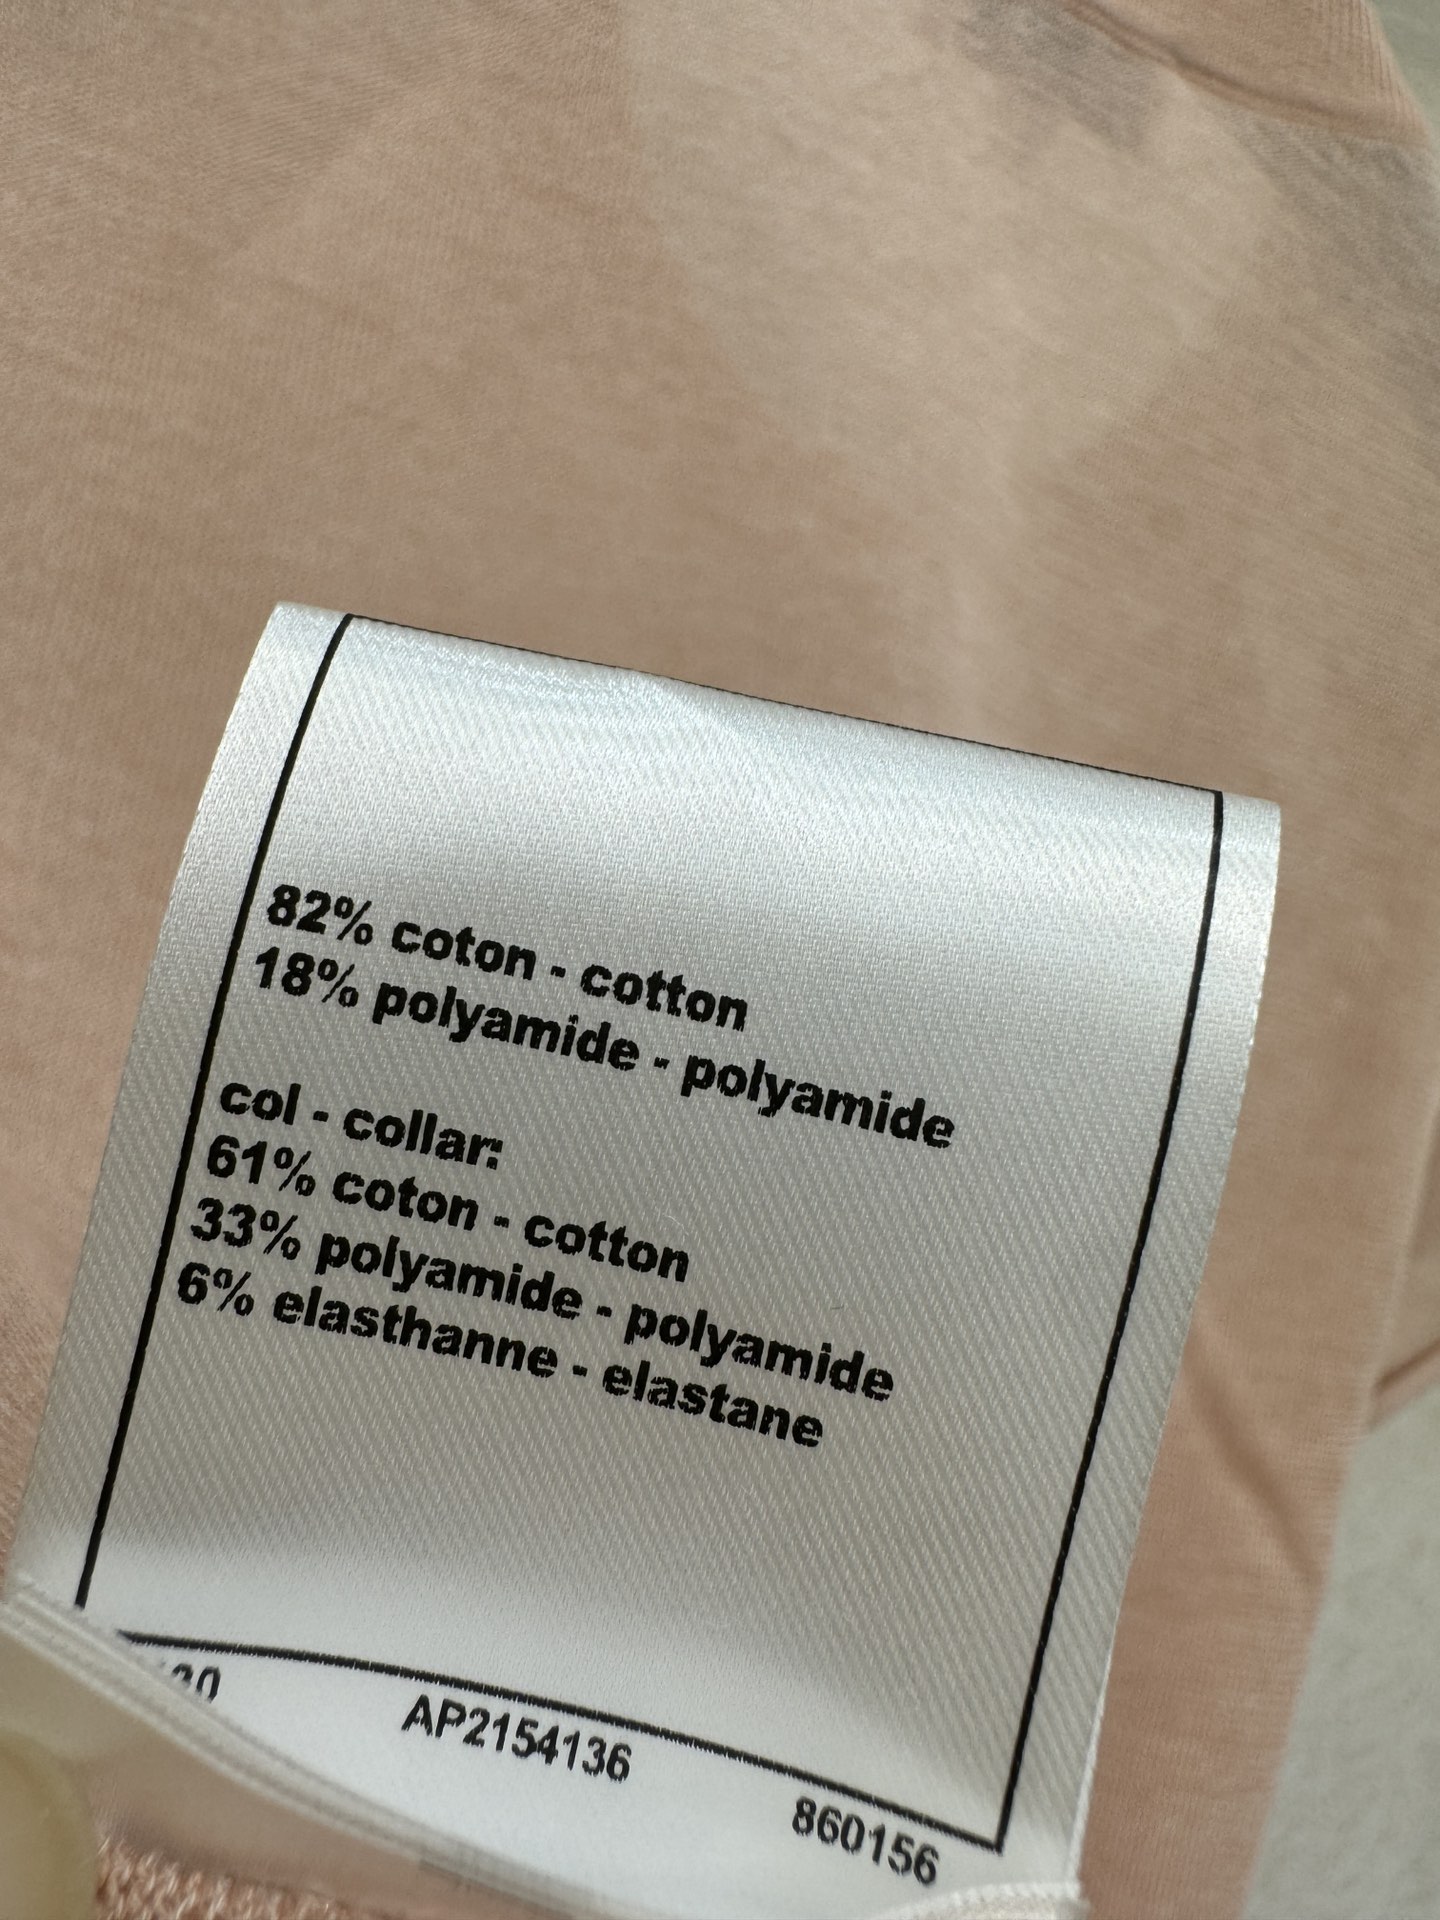 82% coton - cotton
18% polyamide - polyamide
col - collar:
61% coton - cotton
33% polyamide - polyamide
6% elasthanne - elastane
AP2154136
860156